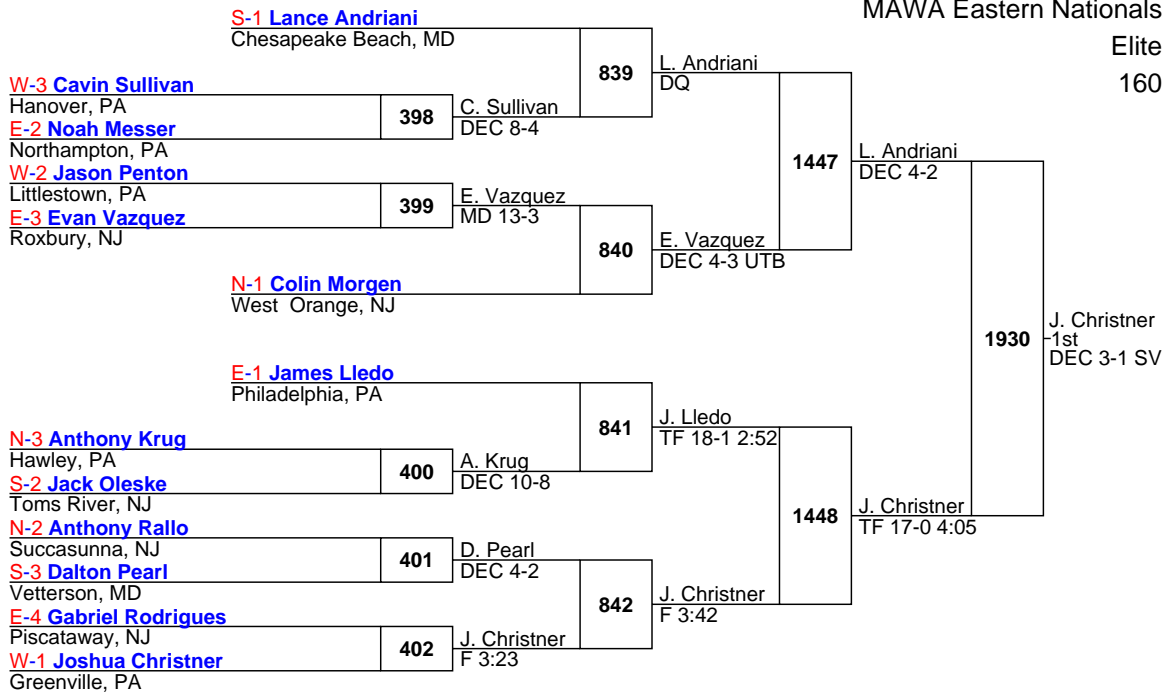 MAWA Eastern Nationals
Elite
160
S-1 Lance Andriani
Chesapeake Beach, MD
839
L. Andriani
DQ
W-3 Cavin Sullivan
Hanover, PA
398
C. Sullivan
DEC 8-4
E-2 Noah Messer
Northampton, PA
1447
L. Andriani
DEC 4-2
W-2 Jason Penton
Littlestown, PA
399
E. Vazquez
MD 13-3
E-3 Evan Vazquez
Roxbury, NJ
840
E. Vazquez
DEC 4-3 UTB
N-1 Colin Morgen
West Orange, NJ
1930
J. Christner
1st
DEC 3-1 SV
E-1 James Lledo
Philadelphia, PA
841
J. Lledo
TF 18-1 2:52
N-3 Anthony Krug
Hawley, PA
400
A. Krug
DEC 10-8
S-2 Jack Oleske
Toms River, NJ
1448
J. Christner
TF 17-0 4:05
N-2 Anthony Rallo
Succasunna, NJ
401
D. Pearl
DEC 4-2
S-3 Dalton Pearl
Vetterson, MD
842
J. Christner
F 3:42
E-4 Gabriel Rodrigues
Piscataway, NJ
402
J. Christner
F 3:23
W-1 Joshua Christner
Greenville, PA